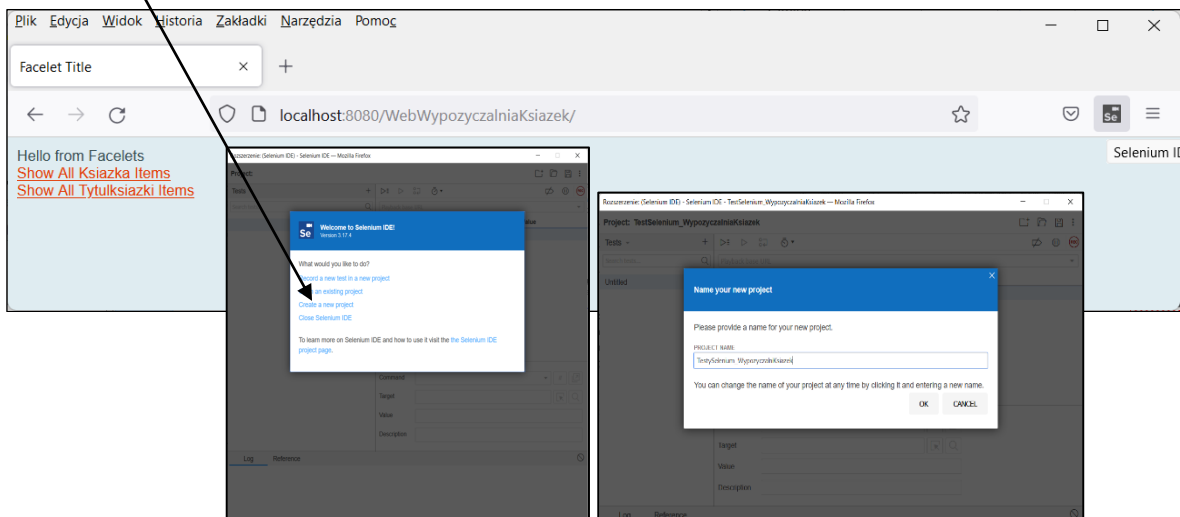 Plik Edycja Widok Historia Zakładki Narzędzia Pomoc
Facelet Title
localhost:8080/WebWypozyczalniaKsiazek/
Hello from Facelets
Show All Ksiazka Items
Show All Tytulksiazki Items
Se
Selenium ID
Rozszerzenie: (Selenium IDE) - Selenium IDE — Mozilla Firefox
Project:
Tests
Se
Welcome to Selenium IDE!
Version 3.17.4
What would you like to do?
Record a new test in a new project
an existing project
Create a new project
Close Selenium IDE
To learn more on Selenium IDE and how to use it visit the the Selenium IDE
project page.
Command
Target
Value
Description
Log Reference
Rozszerzenie: (Selenium IDE) - Selenium IDE - TestSelenium_WypozyczalniaKsiazek — Mozilla Firefox
Project: TestSelenium_WypozyczalniaKsiazek
Tests
Untitled
Name your new project
Please provide a name for your new project.
PROJECT NAME
TestySelenium_WypozyczalniKsiazek
You can change the name of your project at any time by clicking it and entering a new name.
OK CANCEL
Target
Value
Description
Log Reference